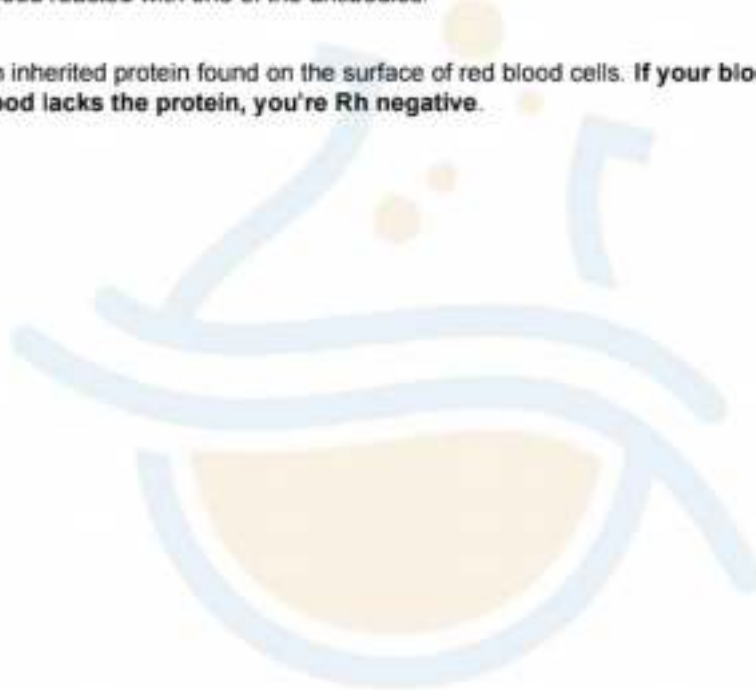 n inherited protein found on the surface of red blood cells. If your blo
ood lacks the protein, you're Rh negative.